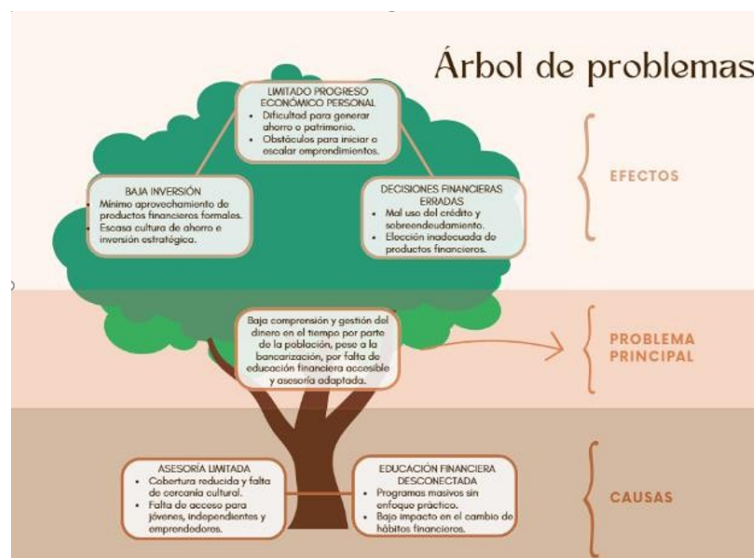 Árbol de problemas
LIMITADO PROGRESO
ECONÓMICO PERSONAL
• Dificultad para generar
ahorro o patrimonio.
• Obstáculos para iniciar o
escalar emprendimientos.
BAJA INVERSIÓN
• Mínimo aprovechamiento de
productos financieros formales.
• Escasa cultura de ahorro e
inversión estratégica.
DECISIONES FINANCIERAS
ERRADAS
• Mal uso del crédito y
sobreendeudamiento.
• Elección inadecuada de
productos financieros.
EFECTOS
Baja comprensión y gestión del
dinero en el tiempo por parte
de la población, pese a la
bancarización, por falta de
educación financiera accesible
y asesoría adaptada.
PROBLEMA
PRINCIPAL
ASESORÍA LIMITADA
• Cobertura reducida y falta
de cercanía cultural.
• Falta de acceso para
jóvenes, independientes y
emprendedores.
EDUCACIÓN FINANCIERA
DESCONECTADA
• Programas masivos sin
enfoque práctico.
• Bajo impacto en el cambio de
hábitos financieros.
CAUSAS